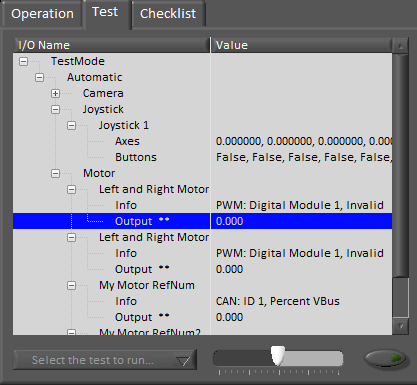 Operation Test Checklist
I/O Name Value
TestMode
Automatic
Camera
Joystick
Joystick 1
Axes 0.000000, 0.000000, 0.000000, 0.000
Buttons False, False, False, False, False,
Motor
Left and Right Motor
Info PWM: Digital Module 1, Invalid
Output ** 0.000
Left and Right Motor
Info PWM: Digital Module 1, Invalid
Output ** 0.000
My Motor RefNum
Info CAN: ID 1, Percent VBus
Output ** 0.000
My Motor RefNum2
Select the test to run...